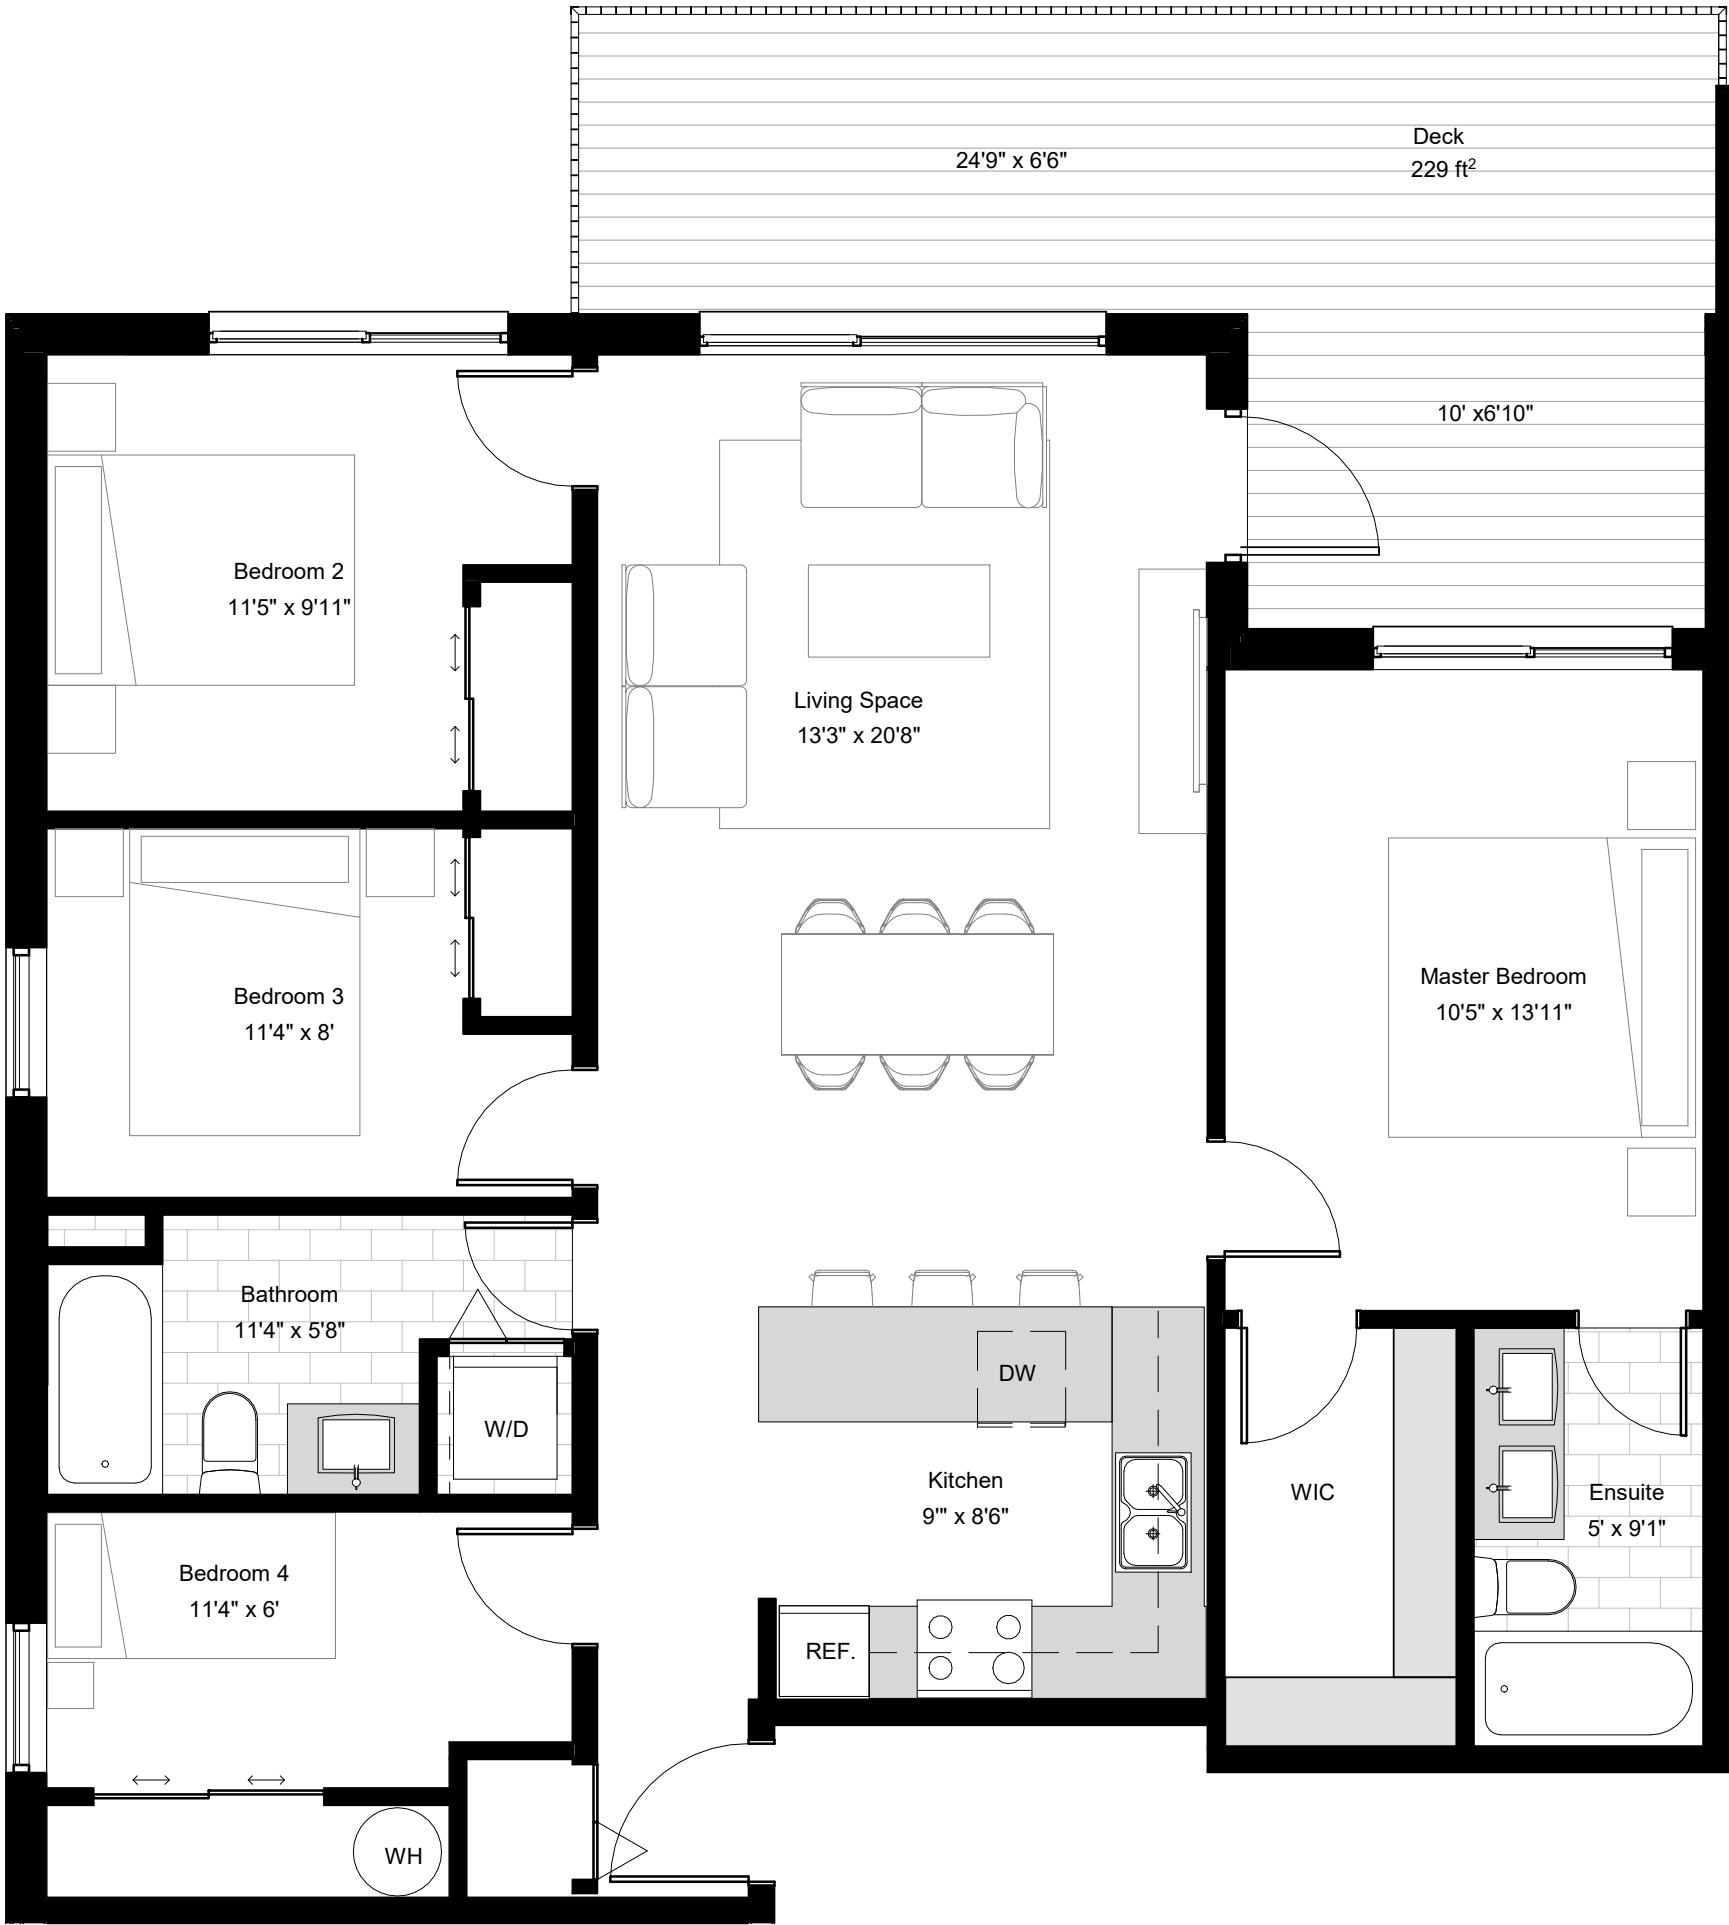 Deck
229 ft²
24'9" x 6'6"
10' x6'10"
Bedroom 2
11'5" x 9'11"
Living Space
13'3" x 20'8"
Bedroom 3
11'4" x 8'
Master Bedroom
10'5" x 13'11"
Bathroom
11'4" x 5'8"
DW
W/D
Kitchen
9'" x 8'6"
WIC
Ensuite
5' x 9'1"
Bedroom 4
11'4" x 6'
REF.
WH